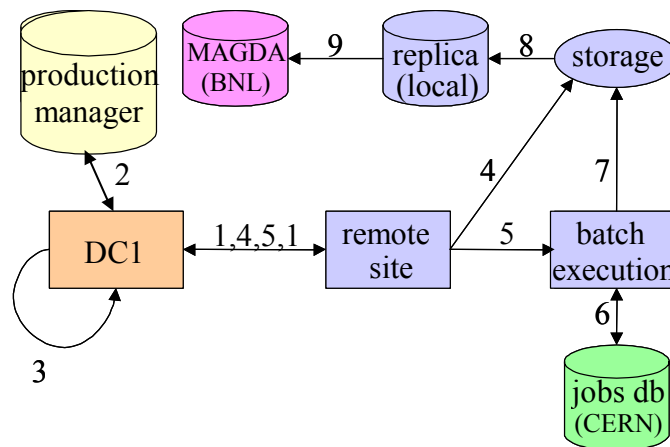 production
manager
MAGDA
(BNL)
9
replica
(local)
8
storage
2
4
7
DC1
1,4,5,1
remote
site
5
batch
execution
3
6
jobs db
(CERN)